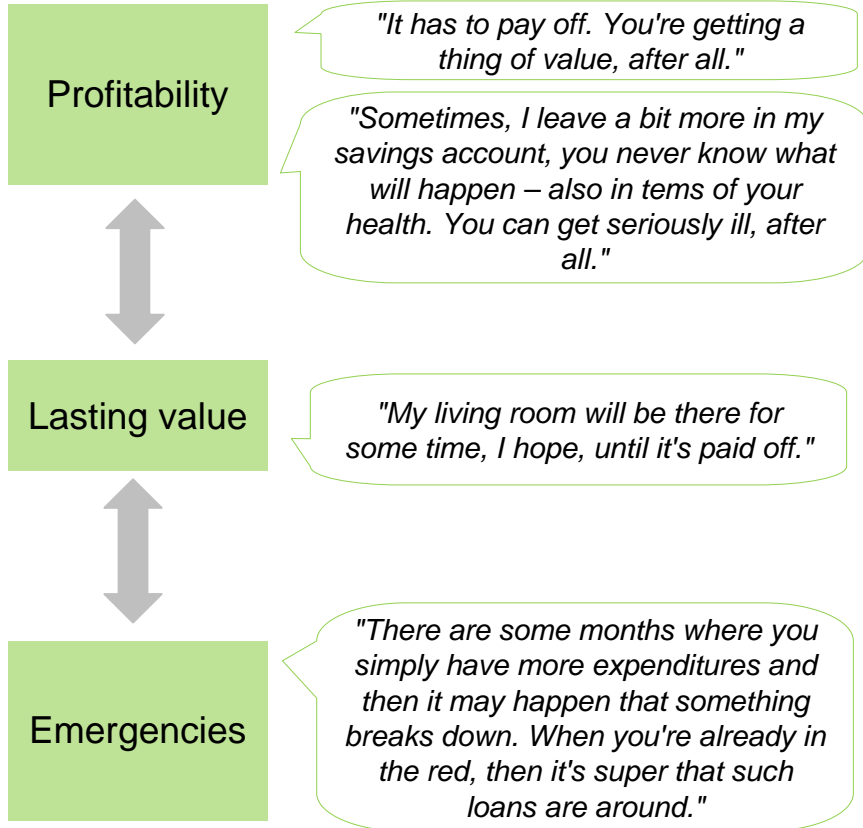 Profitability
"It has to pay off. You're getting a
thing of value, after all."
"Sometimes, I leave a bit more in my
savings account, you never know what
will happen – also in tems of your
health. You can get seriously ill, after
all."
Lasting value
"My living room will be there for
some time, I hope, until it's paid off."
Emergencies
"There are some months where you
simply have more expenditures and
then it may happen that something
breaks down. When you're already in
the red, then it's super that such
loans are around."